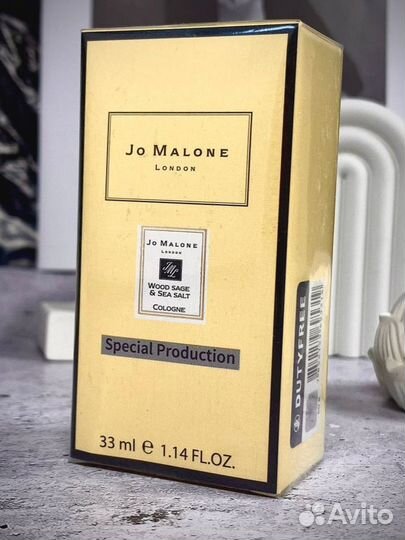 JO MALONE
LONDON
JO MALONE
LONDON
JML
WOOD SAGE
& SEA SALT
COLOGNE
Special Production
33 ml e 1.14 FL.OZ.
DUTYFREE
Avito